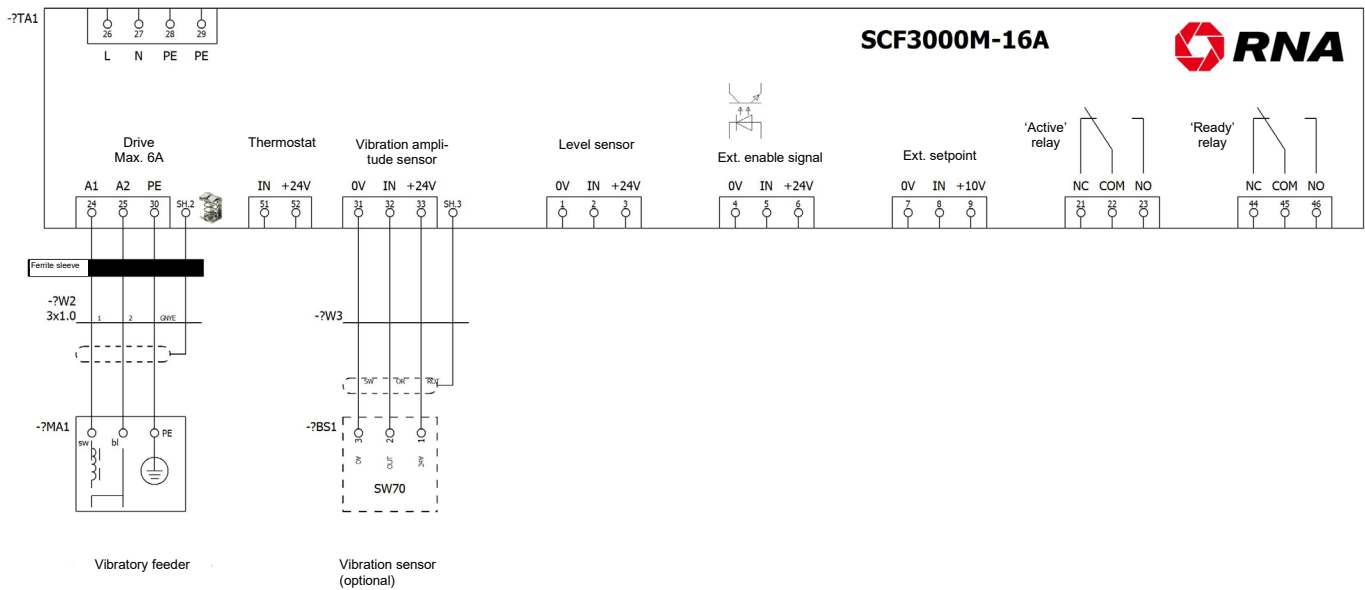 -?TA1
26 27 28 29
L N PE PE
SCF3000M-16A
RNA
Drive
Max. 6A
Thermostat
Vibration ampli-
tude sensor
Level sensor
Ext. enable signal
Ext. setpoint
'Active'
relay
'Ready'
relay
A1 A2 PE
24 25 30 SH.2
IN +24V
51 52
0V IN +24V
31 32 33 SH.3
0V IN +24V
1 2 3
0V IN +24V
4 5 6
0V IN +10V
7 8 9
NC COM NO
21 22 23
NC COM NO
44 45 46
Ferrite sleeve
-?W2
3x1.0
1 2 GNYE
-?W3
SW OR ROT
-?MA1
sw bl PE
-?BS1
3 2 1
0V OUT 24V
SW70
Vibratory feeder
Vibration sensor
(optional)